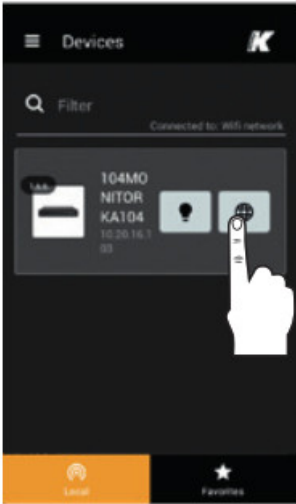 Devices
K
Filter
Connected to: Wifi network
104MO
NITOR
KA104
10.20.16.1
03
Local
Favorites